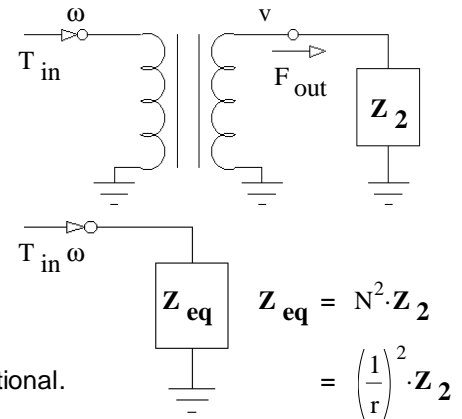 ω v
T in F out
Z 2
T in ω
Z eq Z eq = N²·Z 2
tional. = (1/r)²·Z 2